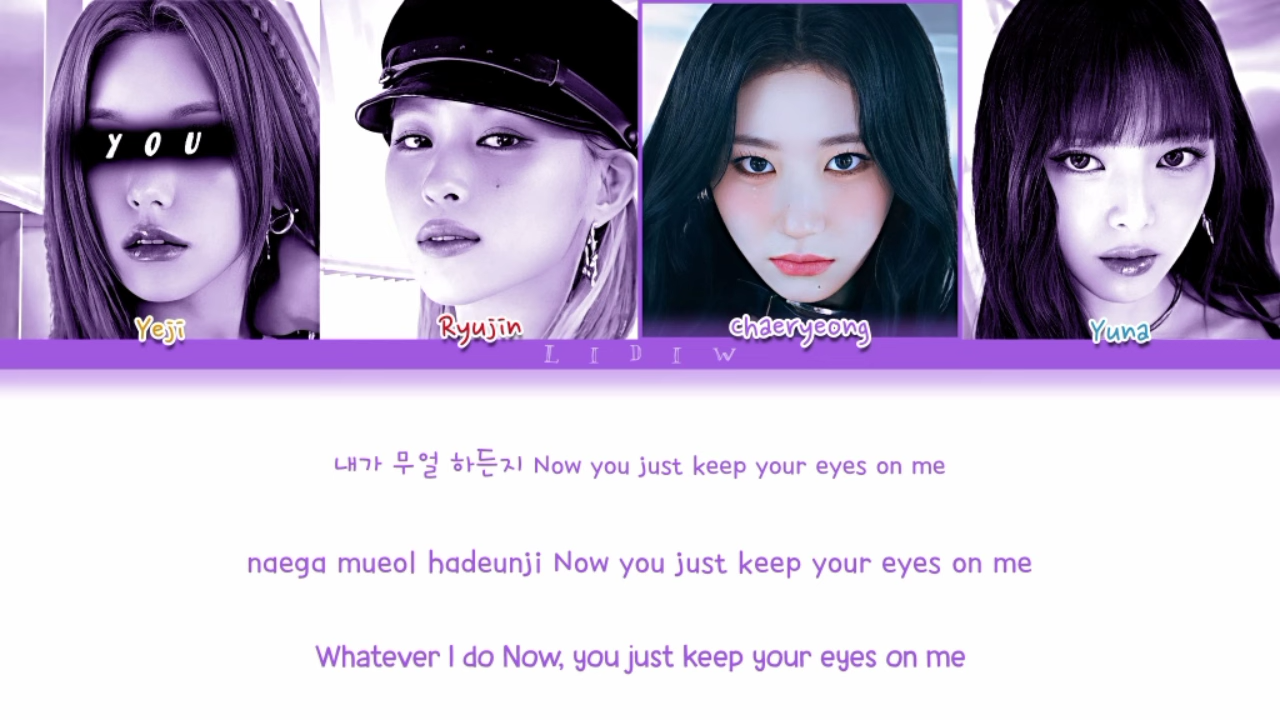 YOU
Yeji
Ryujin
chaeryeong
Yuna
LIDIW
내가 무얼 하든지 Now you just keep your eyes on me
naega mueol hadeunji Now you just keep your eyes on me
Whatever I do Now, you just keep your eyes on me